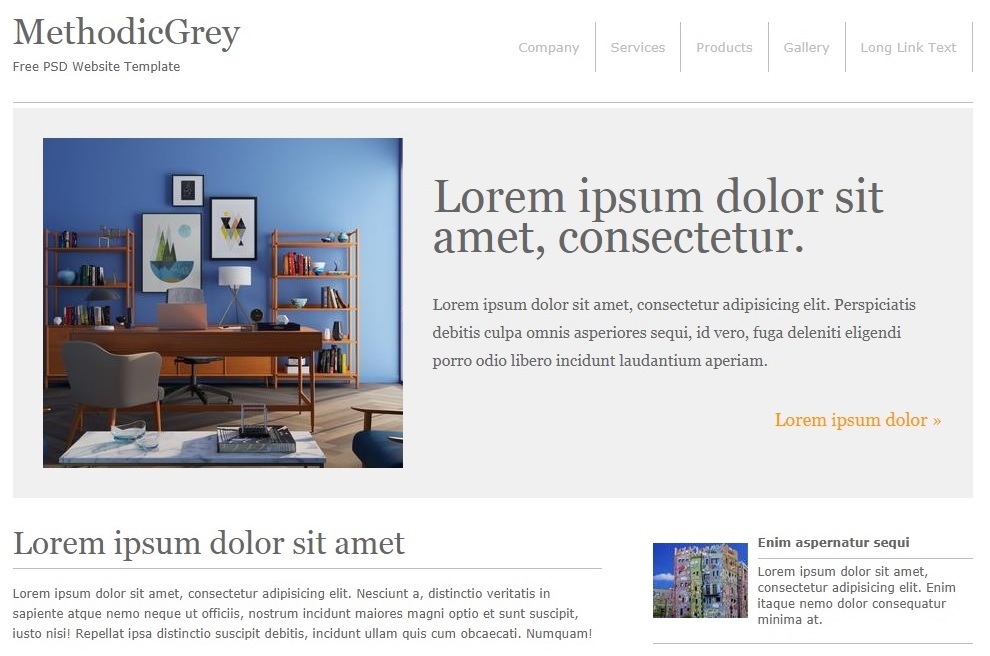 MethodicGrey
Free PSD Website Template
Company
Services
Products
Gallery
Long Link Text
Lorem ipsum dolor sit
amet, consectetur.
Lorem ipsum dolor sit amet, consectetur adipisicing elit. Perspiciatis
debitis culpa omnis asperiores sequi, id vero, fuga deleniti eligendi
porro odio libero incidunt laudantium aperiam.
Lorem ipsum dolor »
Lorem ipsum dolor sit amet
Lorem ipsum dolor sit amet, consectetur adipisicing elit. Nesciunt a, distinctio veritatis in
sapiente atque nemo neque ut officiis, nostrum incidunt maiores magni optio et sunt suscipit,
iusto nisi! Repellat ipsa distinctio suscipit debitis, incidunt ullam quis cum obcaecati. Numquam!
Enim aspernatur sequi
Lorem ipsum dolor sit amet,
consectetur adipisicing elit. Enim
itaque nemo dolor consequatur
minima at.